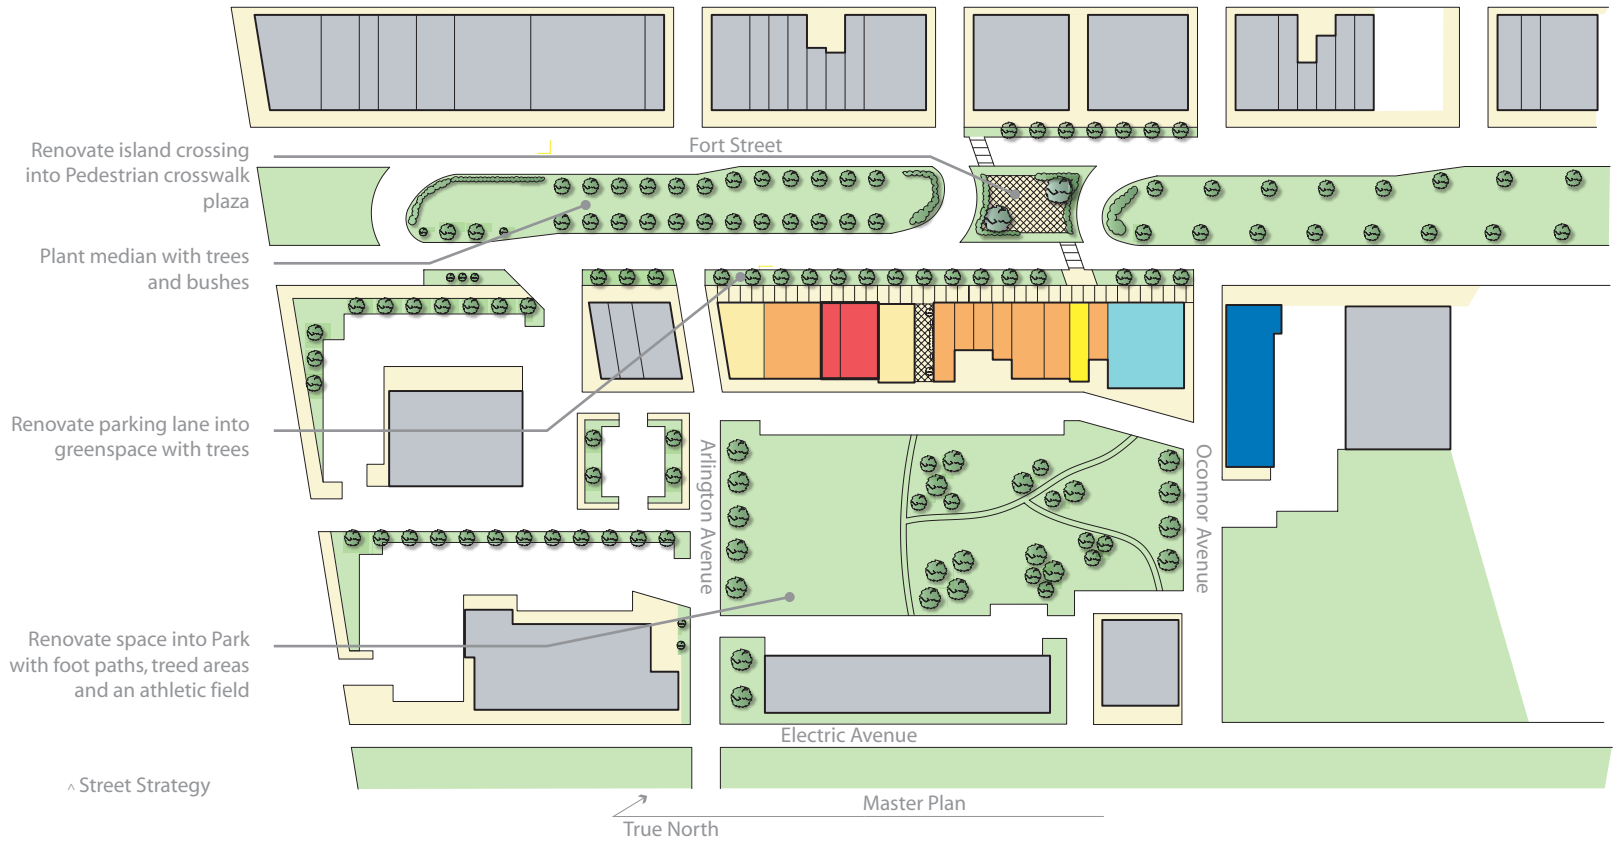 Fort Street
Renovate island crossing
into Pedestrian crosswalk
plaza
Plant median with trees
and bushes
Renovate parking lane into
greenspace with trees
Arlington Avenue
Oconnor Avenue
Renovate space into Park
with foot paths, treed areas
and an athletic field
Electric Avenue
^ Street Strategy
Master Plan
True North